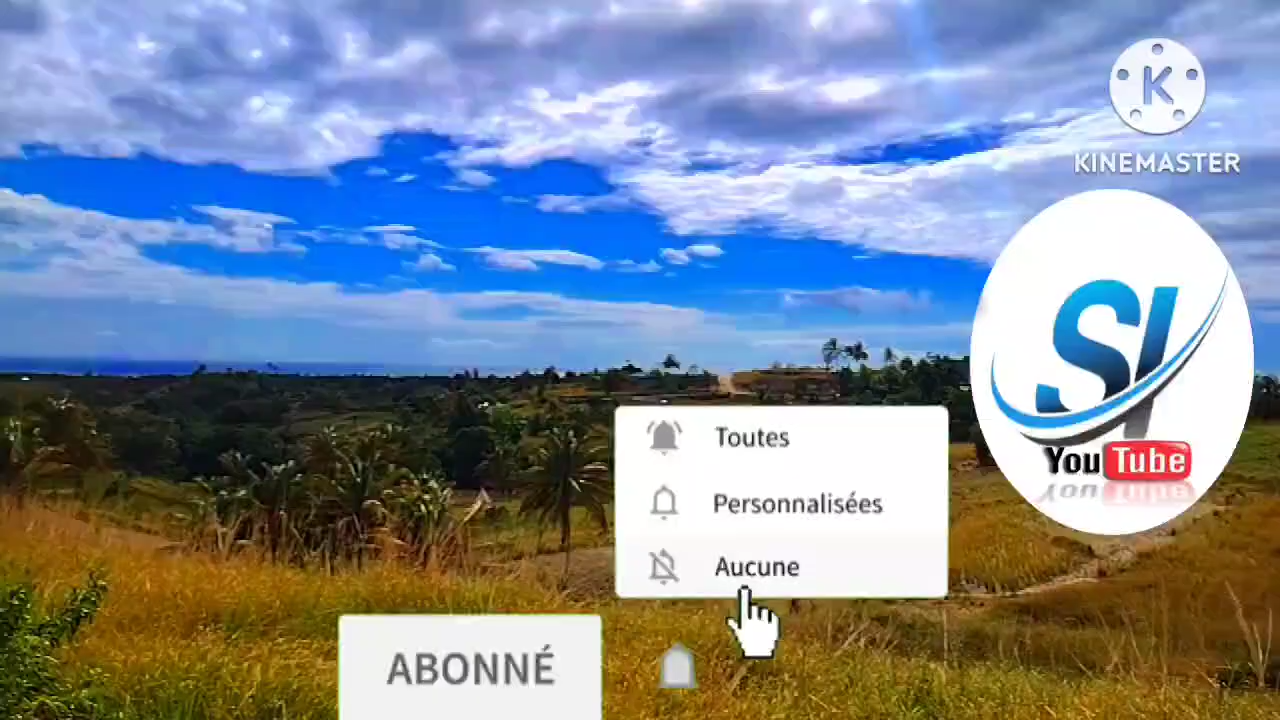 K
KINEMASTER
SI
YouTube
Toutes
Personnalisées
Aucune
ABONNÉ